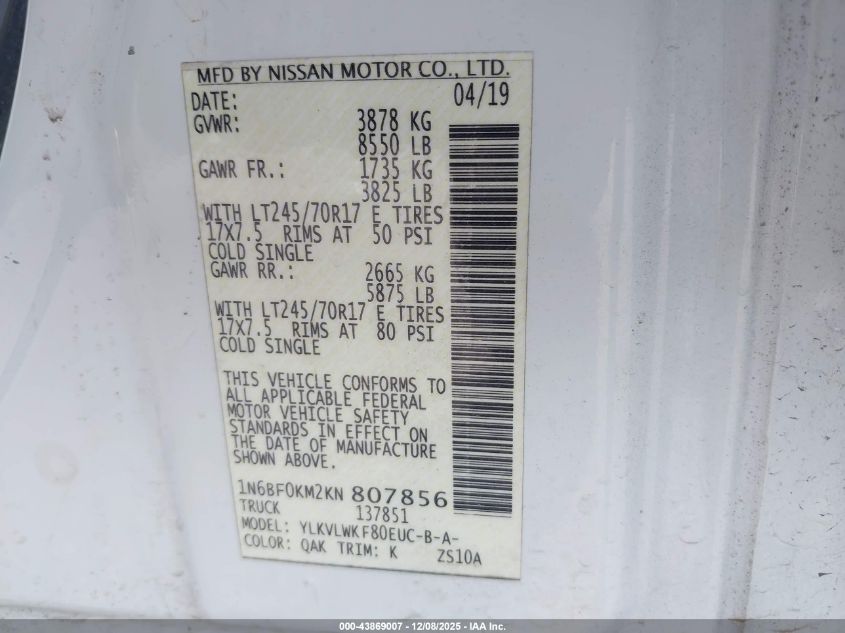 MFD BY NISSAN MOTOR CO., LTD.
DATE: 04/19
GVWR: 3878 KG
8550 LB
GAWR FR.: 1735 KG
3825 LB
WITH LT245/70R17 E TIRES
17X7.5 RIMS AT 50 PSI
COLD SINGLE
GAWR RR.: 2665 KG
5875 LB
WITH LT245/70R17 E TIRES
17X7.5 RIMS AT 80 PSI
COLD SINGLE
THIS VEHICLE CONFORMS TO
ALL APPLICABLE FEDERAL
MOTOR VEHICLE SAFETY
STANDARDS IN EFFECT ON
THE DATE OF MANUFACTURE
SHOWN ABOVE.
1N6BF0KM2KN 807856
TRUCK 137851
MODEL: YLKVLWKF80EUC-B-A-
COLOR: QAK TRIM: K ZS10A
000-43869007 - 12/08/2025 - IAA Inc.